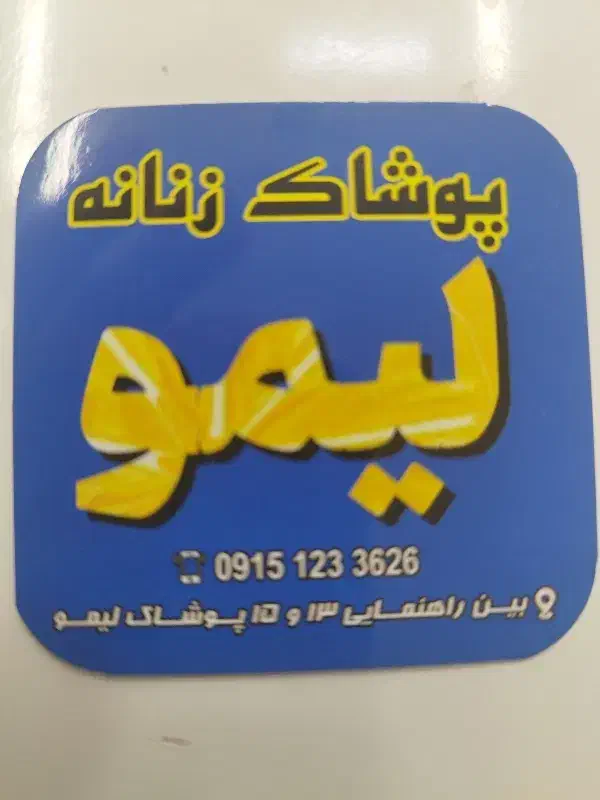 پوشاک زنانه
لیمو
0915 123 3626
بین راهنمایی ۱۳ و ۱۵ پوشاک لیمو